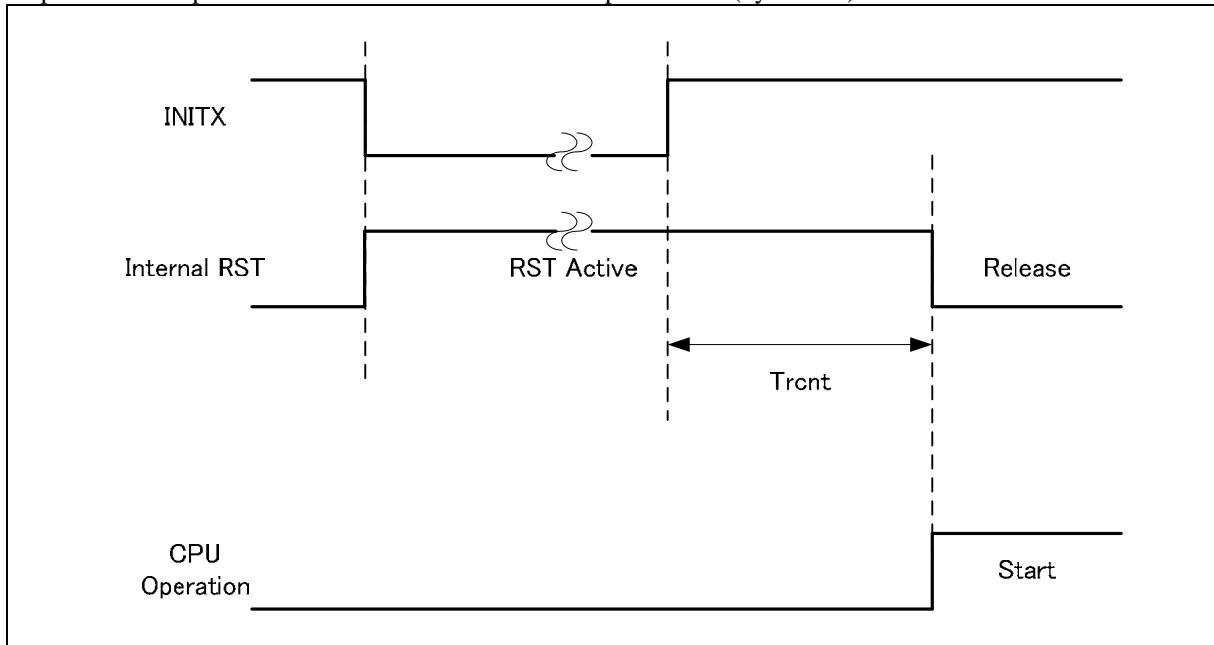 INITX
Internal RST
RST Active
Release
Trcnt
CPU
Operation
Start